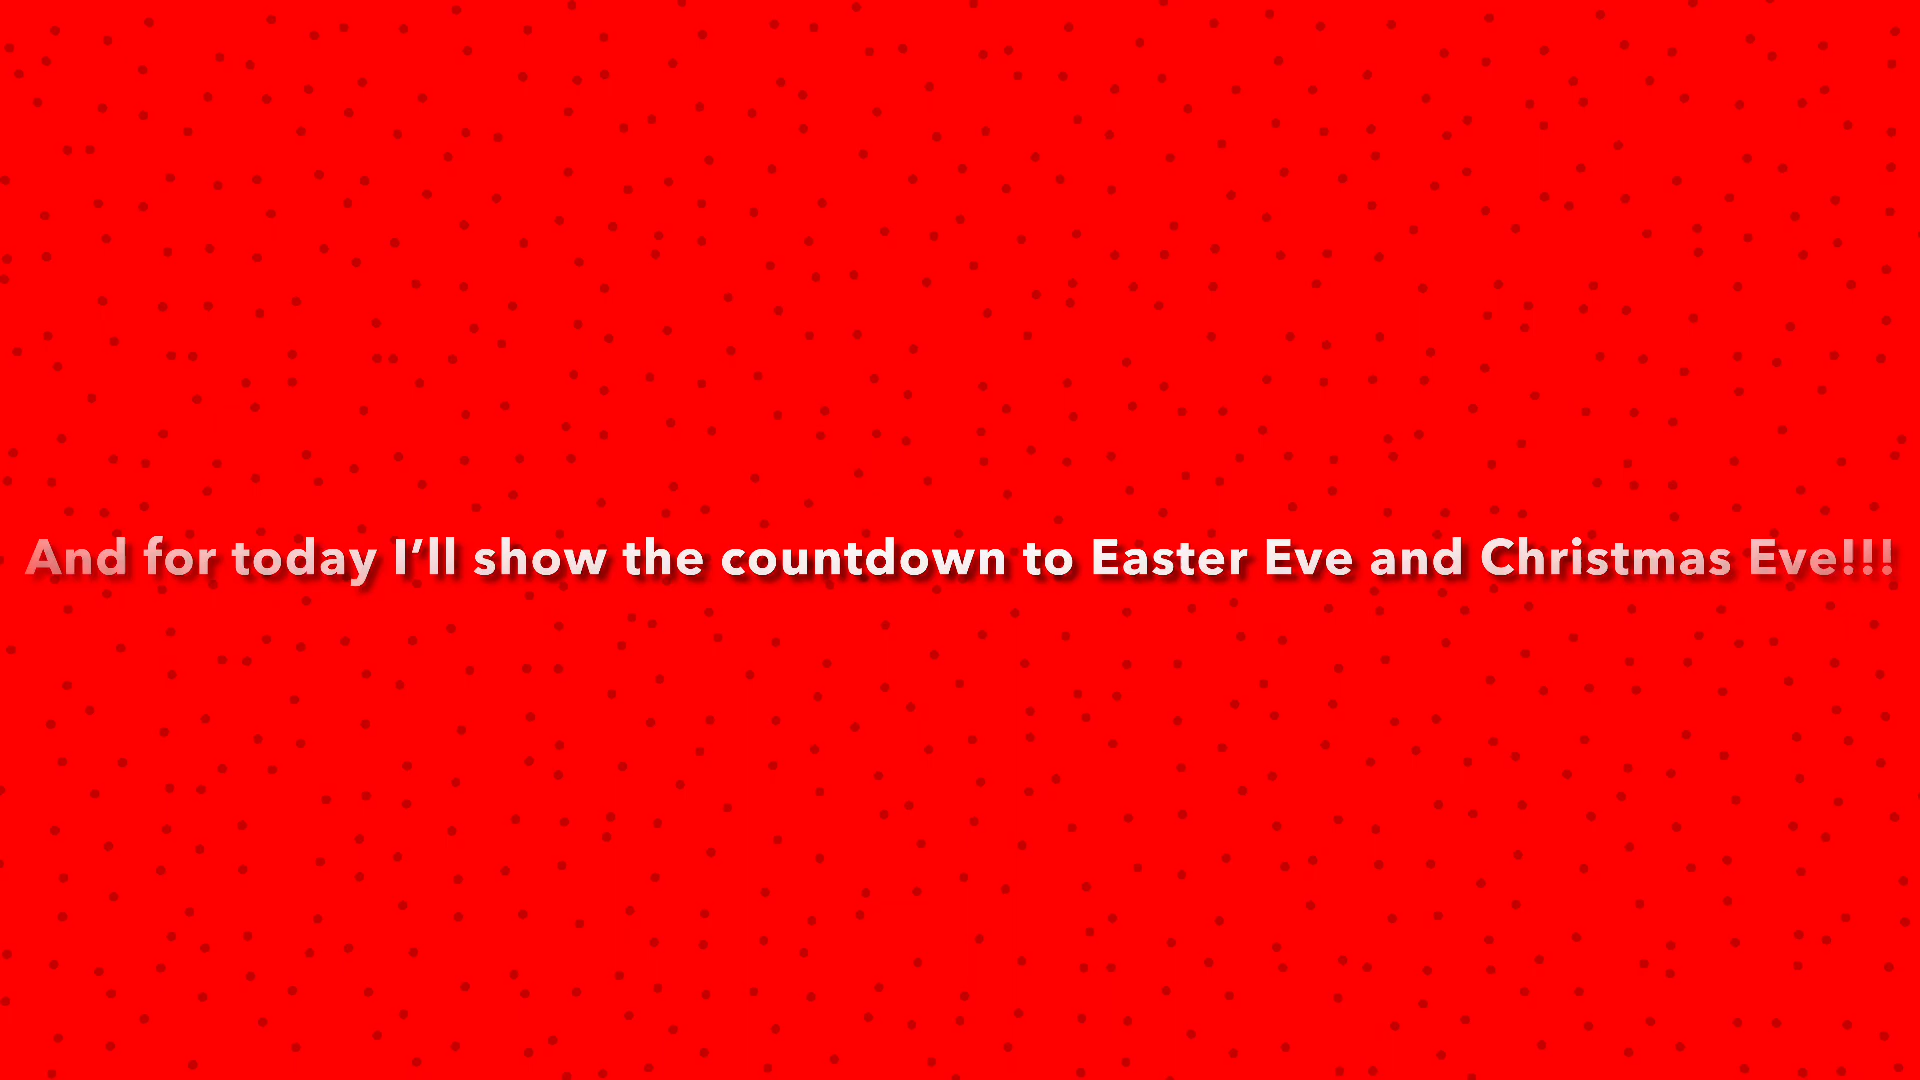 And for today I’ll show the countdown to Easter Eve and Christmas Eve!!!